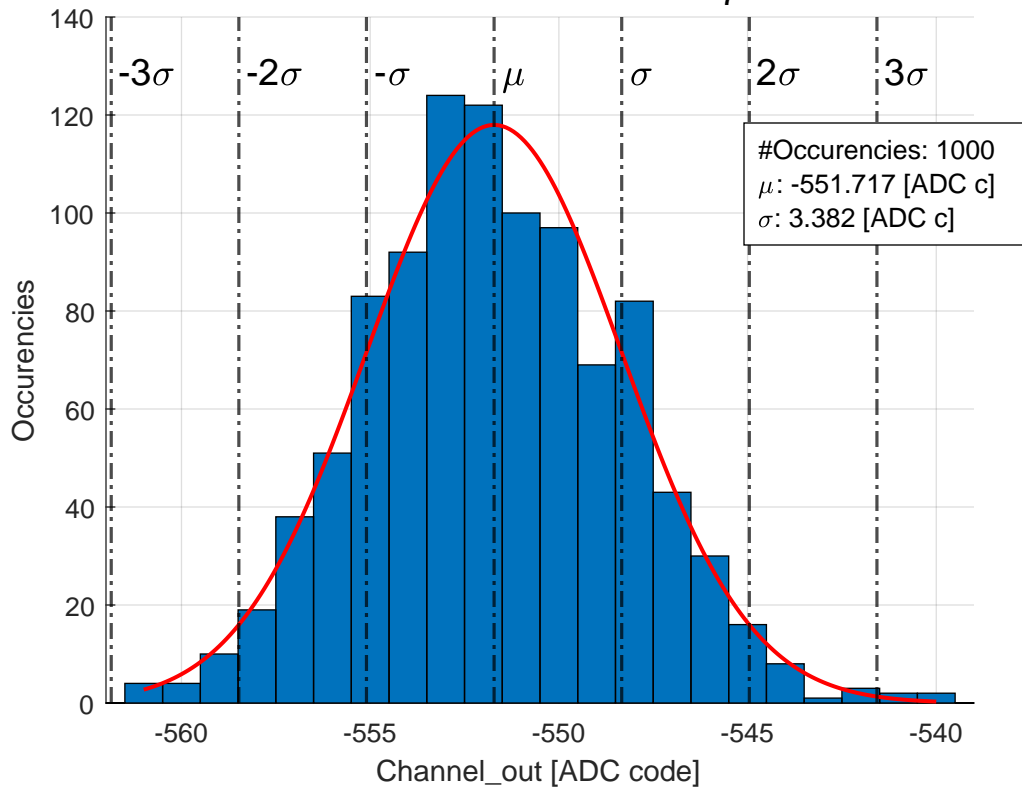 140
120
100
80
60
40
20
0
-3σ
-2σ
-σ
μ
σ
2σ
3σ
#Occurencies: 1000
μ: -551.717 [ADC c]
σ: 3.382 [ADC c]
Occurencies
-560
-555
-550
-545
-540
Channel_out [ADC code]